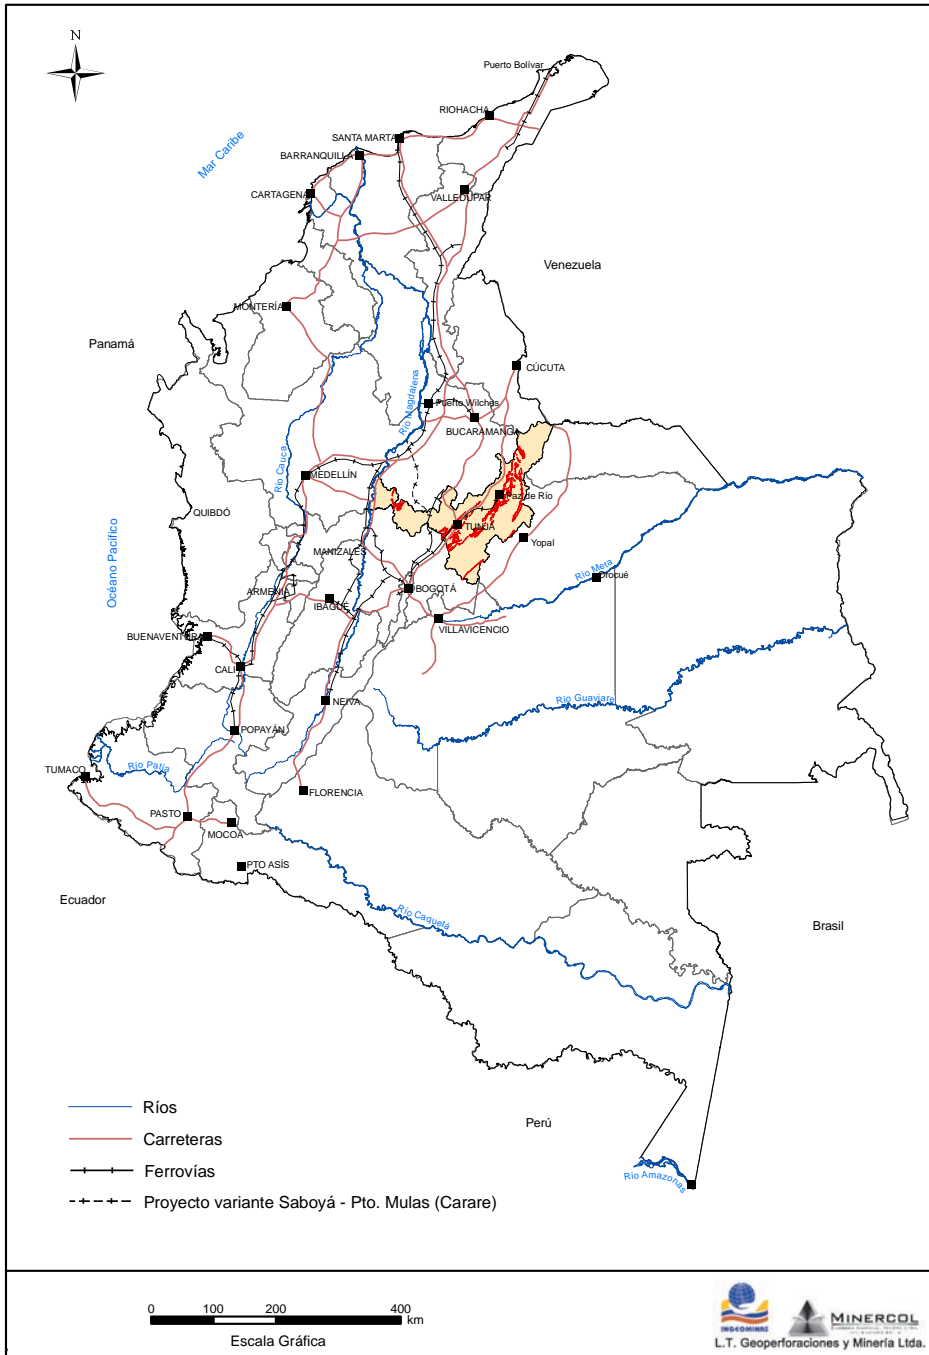 N
Puerto Bolívar
RIOHACHA
SANTA MARTA
Mar Caribe
BARRANQUILLA
CARTAGENA
VALLEDUPAR
Venezuela
MONTERÍA
Panamá
CÚCUTA
Río Magdalena
Puerto Wilches
BUCARAMANGA
Río Cauca
MEDELLÍN
Paz de Río
QUIBDÓ
TUNJA
Océano Pacífico
MANIZALES
Yopal
Río Meta
Orocué
ARMENIA
IBAGUÉ
BOGOTÁ
BUENAVENTURA
VILLAVICENCIO
CALI
NEIVA
Río Guaviare
POPAYÁN
Río Patía
TUMACO
FLORENCIA
PASTO
MOCOA
PTO ASÍS
Ecuador
Río Caquetá
Brasil
Perú
Río Amazonas
Ríos
Carreteras
Ferrovías
Proyecto variante Saboyá - Pto. Mulas (Carare)
0 100 200 400
km
Escala Gráfica
INGEOMINAS
MINERCOL
L.T. Geoperforaciones y Minería Ltda.